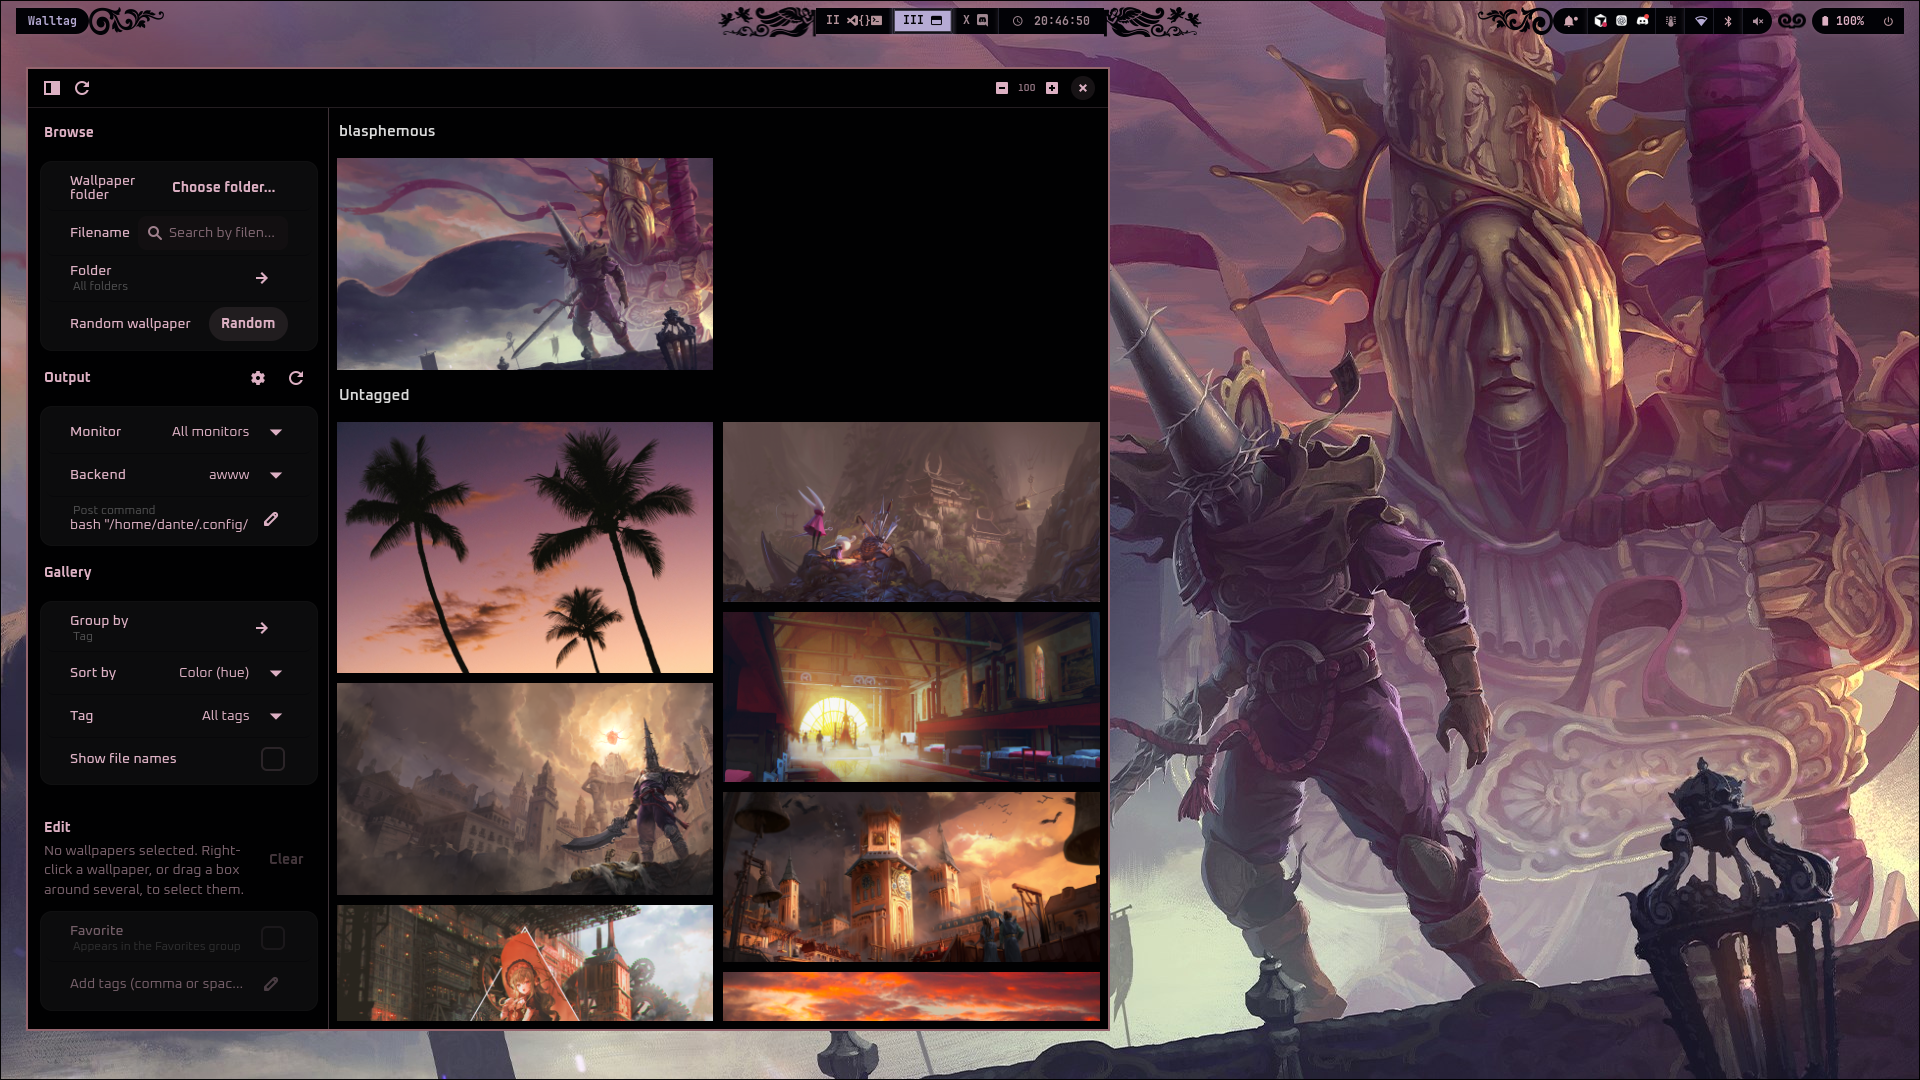 Walltag
II
III
X
20:46:50
100%
100
Browse
blasphemous
Wallpaper
folder
Choose folder...
Filename
Search by filen...
Folder
All folders
Random wallpaper
Random
Output
Untagged
Monitor
All monitors
Backend
awww
Post command
bash "/home/dante/.config/
Gallery
Group by
Tag
Sort by
Color (hue)
Tag
All tags
Show file names
Edit
No wallpapers selected. Right-
click a wallpaper, or drag a box
around several, to select them.
Clear
Favorite
Appears in the Favorites group
Add tags (comma or spac...